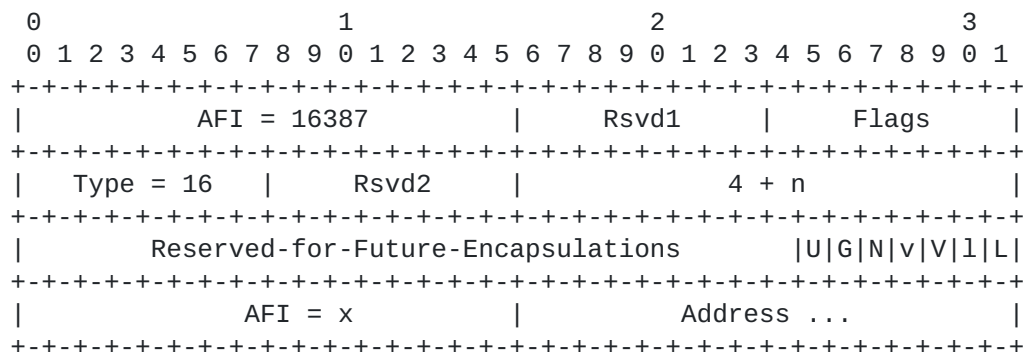 0                   1                   2                   3
 0 1 2 3 4 5 6 7 8 9 0 1 2 3 4 5 6 7 8 9 0 1 2 3 4 5 6 7 8 9 0 1
+-+-+-+-+-+-+-+-+-+-+-+-+-+-+-+-+-+-+-+-+-+-+-+-+-+-+-+-+-+-+-+-+
|           AFI = 16387         |     Rsvd1     |     Flags     |
+-+-+-+-+-+-+-+-+-+-+-+-+-+-+-+-+-+-+-+-+-+-+-+-+-+-+-+-+-+-+-+-+
|   Type = 16   |     Rsvd2     |             4 + n             |
+-+-+-+-+-+-+-+-+-+-+-+-+-+-+-+-+-+-+-+-+-+-+-+-+-+-+-+-+-+-+-+-+
|        Reserved-for-Future-Encapsulations       |U|G|N|v|V|l|L|
+-+-+-+-+-+-+-+-+-+-+-+-+-+-+-+-+-+-+-+-+-+-+-+-+-+-+-+-+-+-+-+-+
|              AFI = x          |          Address ...          |
+-+-+-+-+-+-+-+-+-+-+-+-+-+-+-+-+-+-+-+-+-+-+-+-+-+-+-+-+-+-+-+-+